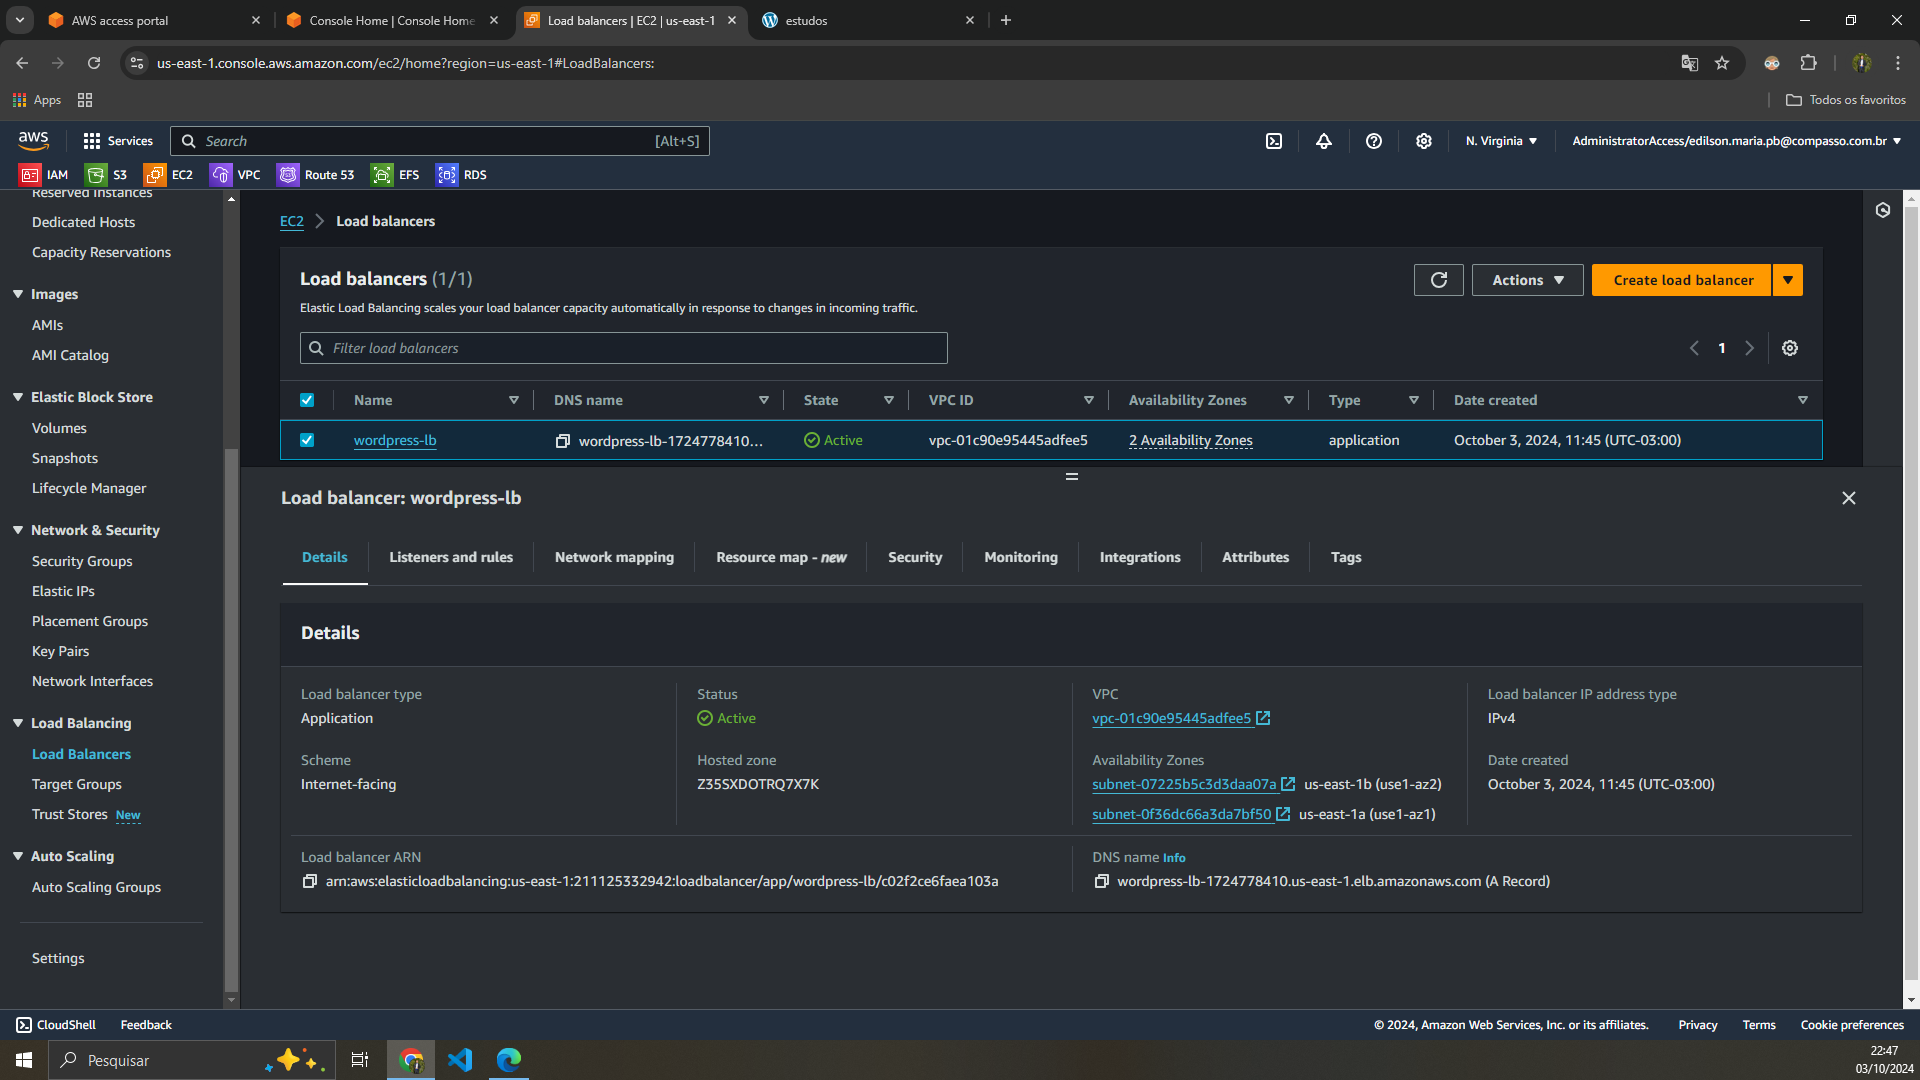 AWS access portal
Console Home | Console Home
Load balancers | EC2 | us-east-1
estudos
us-east-1.console.aws.amazon.com/ec2/home?region=us-east-1#LoadBalancers:
Apps
Todos os favoritos
aws
Services
Search
[Alt+S]
N. Virginia
AdministratorAccess/edilson.maria.pb@compasso.com.br
IAM
S3
EC2
VPC
Route 53
EFS
RDS
Reserved Instances
Dedicated Hosts
Capacity Reservations
Images
AMIs
AMI Catalog
Elastic Block Store
Volumes
Snapshots
Lifecycle Manager
Network & Security
Security Groups
Elastic IPs
Placement Groups
Key Pairs
Network Interfaces
Load Balancing
Load Balancers
Target Groups
Trust Stores New
Auto Scaling
Auto Scaling Groups
Settings
EC2
Load balancers
Load balancers (1/1)
Actions
Create load balancer
Elastic Load Balancing scales your load balancer capacity automatically in response to changes in incoming traffic.
Filter load balancers
1
Name
DNS name
State
VPC ID
Availability Zones
Type
Date created
wordpress-lb
wordpress-lb-1724778410...
Active
vpc-01c90e95445adfee5
2 Availability Zones
application
October 3, 2024, 11:45 (UTC-03:00)
Load balancer: wordpress-lb
Details
Listeners and rules
Network mapping
Resource map - new
Security
Monitoring
Integrations
Attributes
Tags
Details
Load balancer type
Application
Status
Active
VPC
vpc-01c90e95445adfee5
Load balancer IP address type
IPv4
Scheme
Internet-facing
Hosted zone
Z35SXDOTRQ7X7K
Availability Zones
subnet-07225b5c3d3daa07a us-east-1b (use1-az2)
subnet-0f36dc66a3da7bf50 us-east-1a (use1-az1)
Date created
October 3, 2024, 11:45 (UTC-03:00)
Load balancer ARN
arn:aws:elasticloadbalancing:us-east-1:211125332942:loadbalancer/app/wordpress-lb/c02f2ce6faea103a
DNS name Info
wordpress-lb-1724778410.us-east-1.elb.amazonaws.com (A Record)
CloudShell
Feedback
© 2024, Amazon Web Services, Inc. or its affiliates.
Privacy
Terms
Cookie preferences
Pesquisar
22:47
03/10/2024